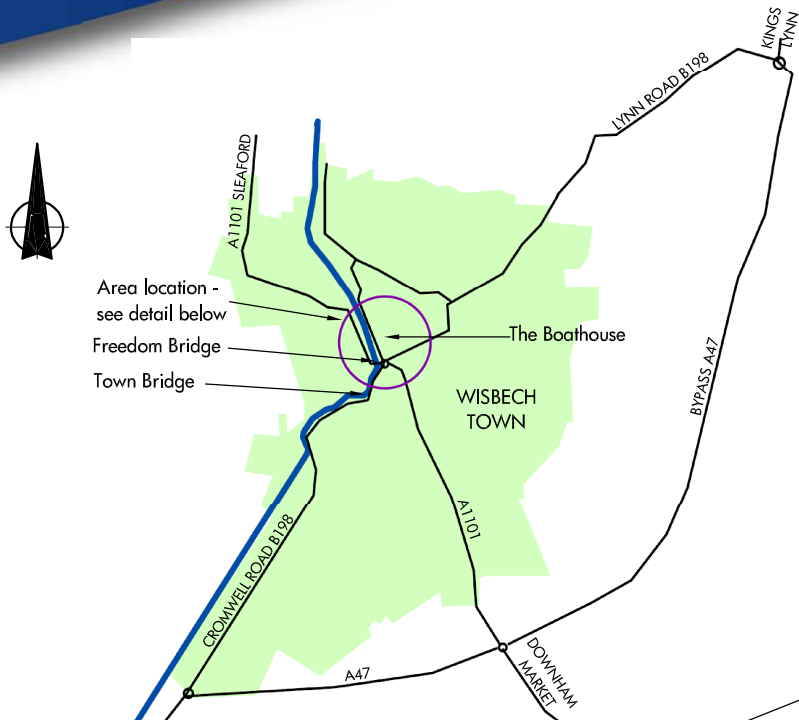 KINGS
LYNN
LYNN ROAD B198
A1101 SLEAFORD
Area location -
see detail below
Freedom Bridge
The Boathouse
Town Bridge
WISBECH
TOWN
BYPASS A47
A1101
CROMWELL ROAD B198
A47
DOWNHAM
MARKET